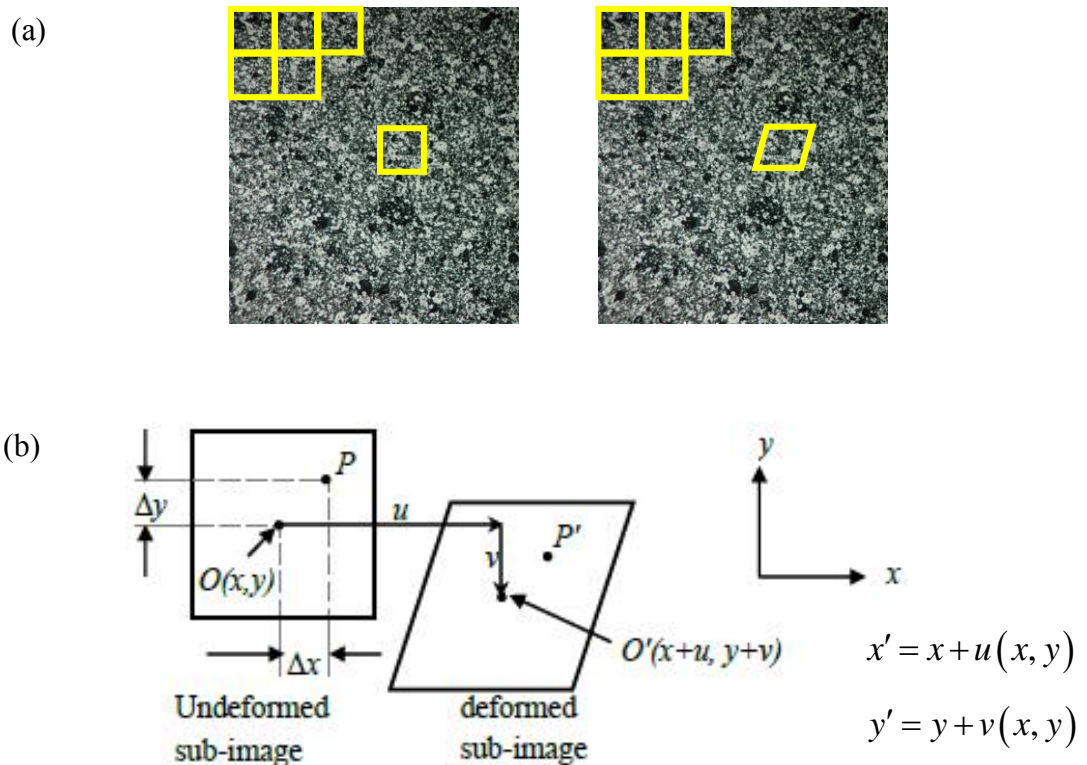 (a)
(b)
P
Δy
u
O(x,y)
Δx
P'
v
O'(x+u, y+v)
y
x
x′ = x + u(x, y)
y′ = y + v(x, y)
Undeformed
sub-image
deformed
sub-image